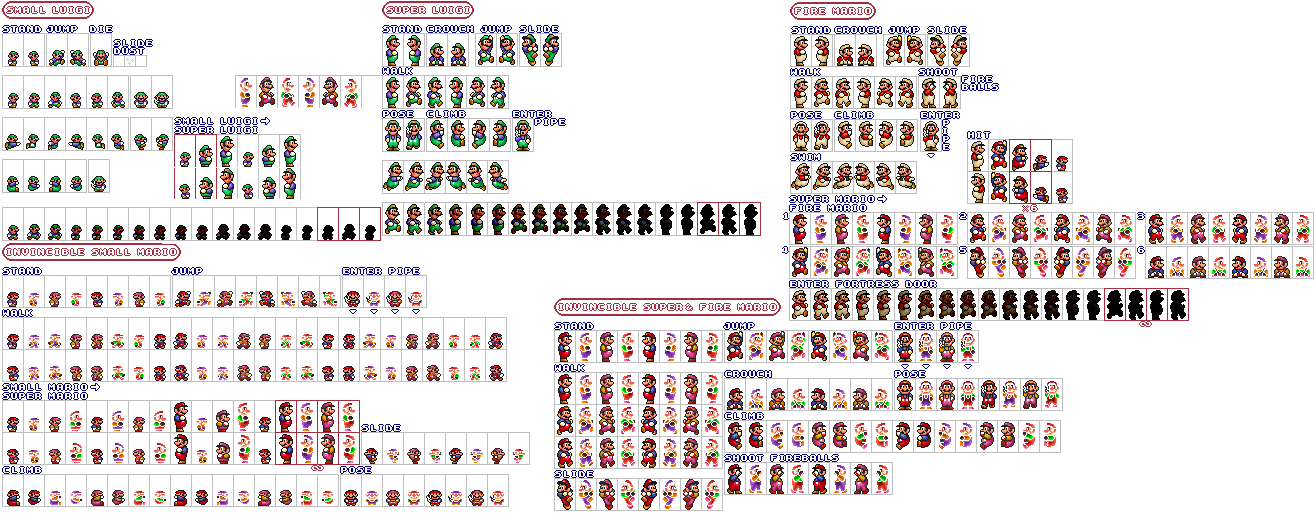 SMALL LUIGI
STAND JUMP DIE
SLIDE
DUST
SMALL LUIGI→
SUPER LUIGI
SUPER LUIGI
STAND CROUCH JUMP SLIDE
WALK
POSE CLIMB ENTER
PIPE
FIRE MARIO
STAND CROUCH JUMP SLIDE
WALK SHOOT FIRE
BALLS
POSE CLIMB ENTER
PIPE
HIT
SWIM
SUPER MARIO→
FIRE MARIO
×6
1 2 3
4 5 6
ENTER FORTRESS DOOR
∞
INVINCIBLE SMALL MARIO
STAND JUMP ENTER PIPE
WALK
SMALL MARIO→
SUPER MARIO
SLIDE
∞
CLIMB POSE
INVINCIBLE SUPER & FIRE MARIO
STAND JUMP ENTER PIPE
WALK CROUCH POSE
CLIMB
SHOOT FIREBALLS
SLIDE